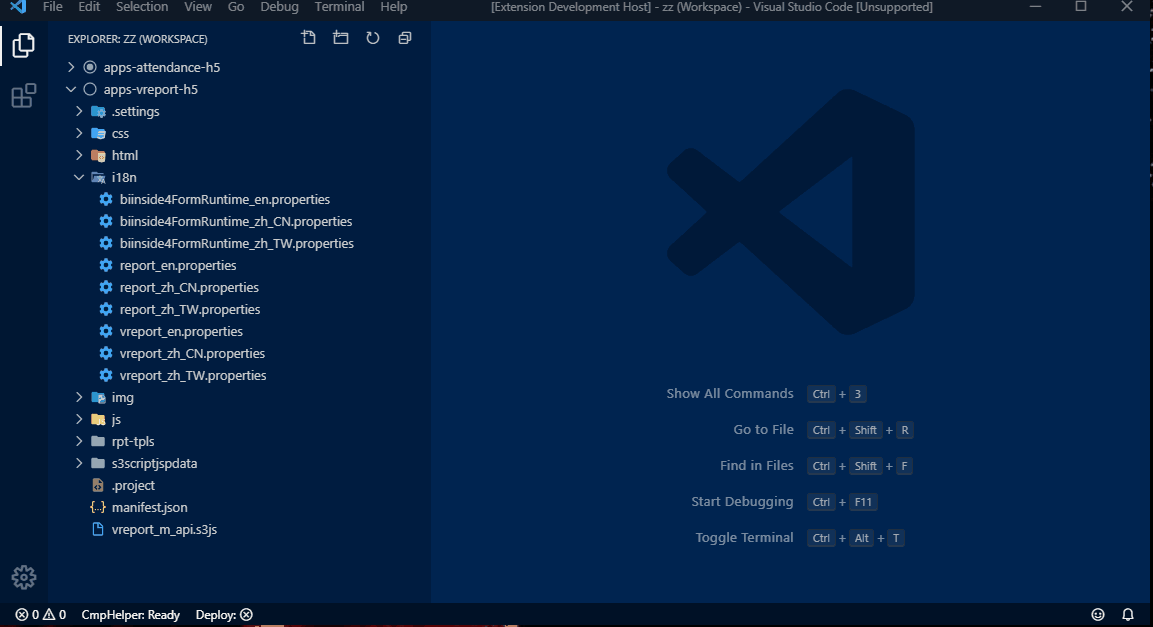 File Edit Selection View Go Debug Terminal Help [Extension Development Host] - zz (Workspace) - Visual Studio Code [Unsupported]
EXPLORER: ZZ (WORKSPACE)
apps-attendance-h5
apps-vreport-h5
.settings
css
html
i18n
biinside4FormRuntime_en.properties
biinside4FormRuntime_zh_CN.properties
biinside4FormRuntime_zh_TW.properties
report_en.properties
report_zh_CN.properties
report_zh_TW.properties
vreport_en.properties
vreport_zh_CN.properties
vreport_zh_TW.properties
img
js
rpt-tpls
s3scriptjspdata
.project
{..} manifest.json
vreport_m_api.s3js
Show All Commands Ctrl + 3
Go to File Ctrl + Shift + R
Find in Files Ctrl + Shift + F
Start Debugging Ctrl + F11
Toggle Terminal Ctrl + Alt + T
0 0 CmpHelper: Ready Deploy: